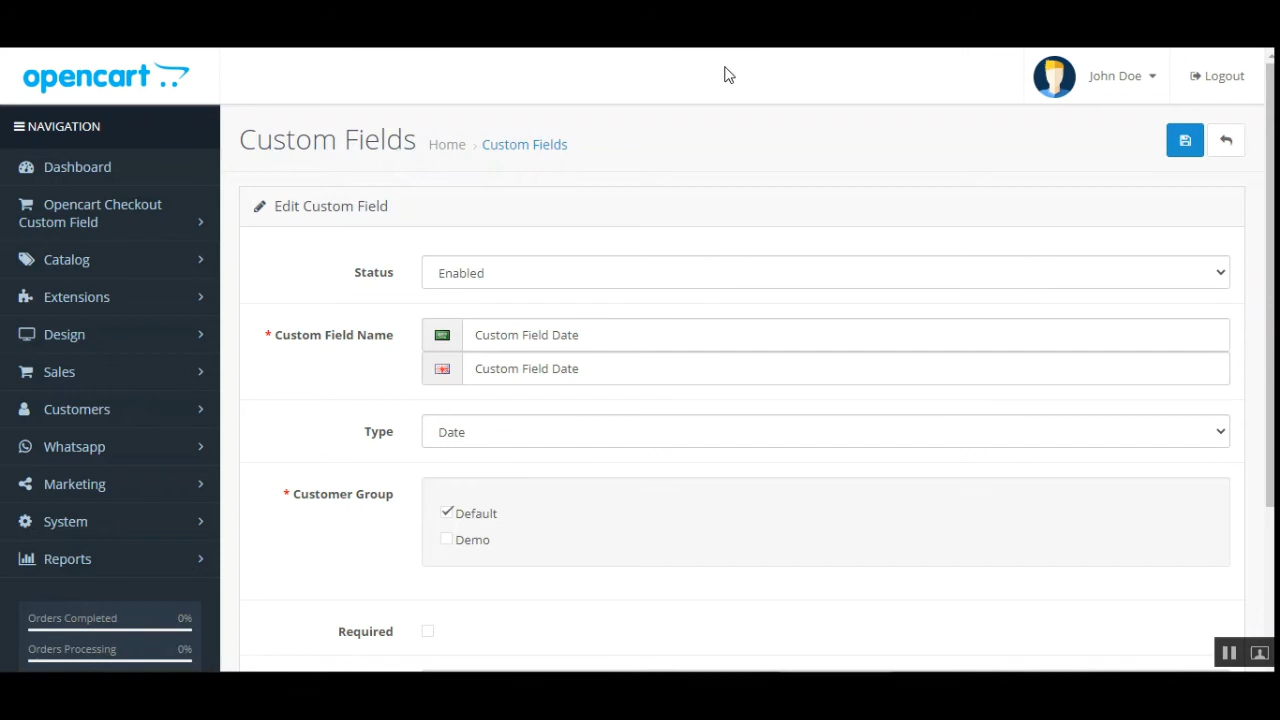 opencart
John Doe
Logout
NAVIGATION
Custom Fields
Home › Custom Fields
Dashboard
Opencart Checkout
Custom Field
Catalog
Extensions
Design
Sales
Customers
Whatsapp
Marketing
System
Reports
Orders Completed 0%
Orders Processing 0%
Edit Custom Field
Status Enabled
* Custom Field Name Custom Field Date
Custom Field Date
Type Date
* Customer Group
Default
Demo
Required